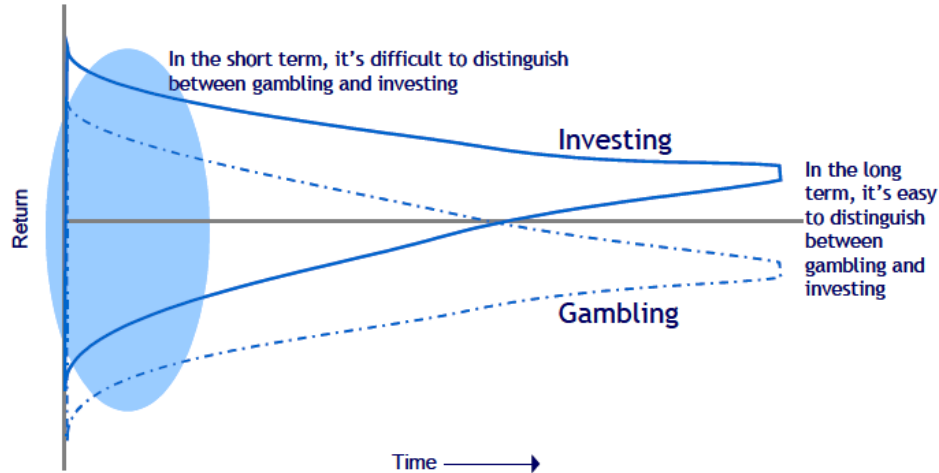 In the short term, it's difficult to distinguish
between gambling and investing
Investing
In the long
term, it's easy
to distinguish
between
gambling and
investing
Return
Gambling
Time